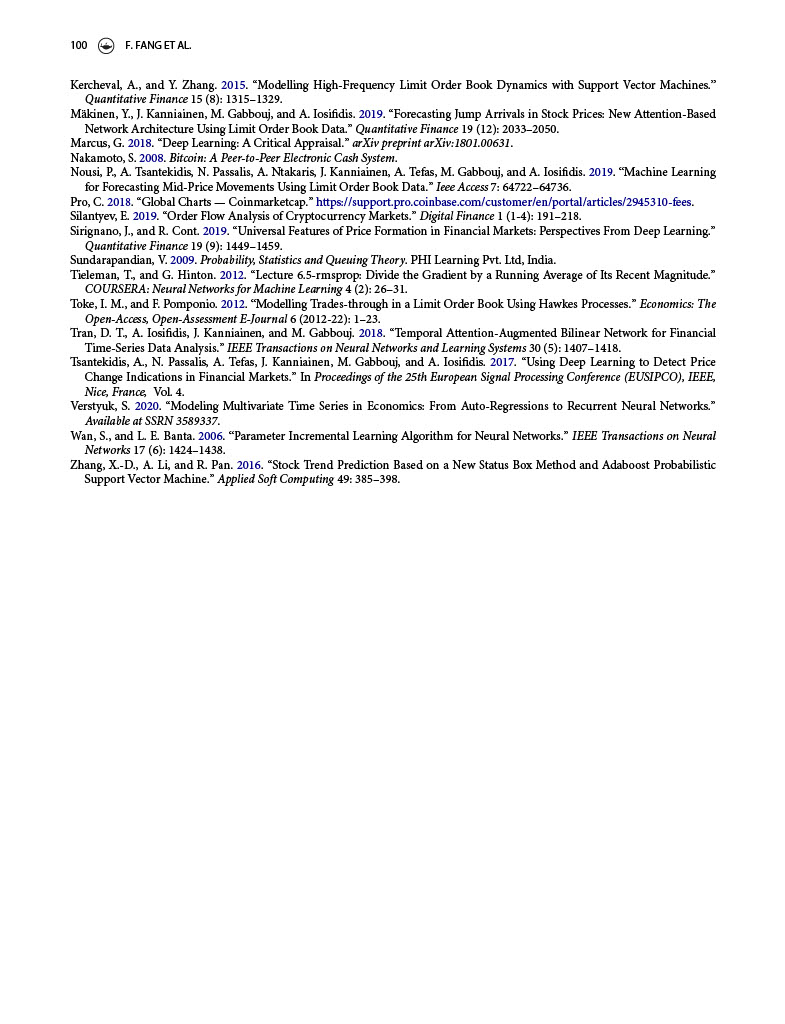 100 F. FANG ET AL.
Kercheval, A., and Y. Zhang. 2015. “Modelling High-Frequency Limit Order Book Dynamics with Support Vector Machines.”
Quantitative Finance 15 (8): 1315–1329.
Mäkinen, Y., J. Kanniainen, M. Gabbouj, and A. Iosifidis. 2019. “Forecasting Jump Arrivals in Stock Prices: New Attention-Based
Network Architecture Using Limit Order Book Data.” Quantitative Finance 19 (12): 2033–2050.
Marcus, G. 2018. “Deep Learning: A Critical Appraisal.” arXiv preprint arXiv:1801.00631.
Nakamoto, S. 2008. Bitcoin: A Peer-to-Peer Electronic Cash System.
Nousi, P., A. Tsantekidis, N. Passalis, A. Ntakaris, J. Kanniainen, A. Tefas, M. Gabbouj, and A. Iosifidis. 2019. “Machine Learning
for Forecasting Mid-Price Movements Using Limit Order Book Data.” Ieee Access 7: 64722–64736.
Pro, C. 2018. “Global Charts — Coinmarketcap.” https://support.pro.coinbase.com/customer/en/portal/articles/2945310-fees.
Silantyev, E. 2019. “Order Flow Analysis of Cryptocurrency Markets.” Digital Finance 1 (1-4): 191–218.
Sirignano, J., and R. Cont. 2019. “Universal Features of Price Formation in Financial Markets: Perspectives From Deep Learning.”
Quantitative Finance 19 (9): 1449–1459.
Sundarapandian, V. 2009. Probability, Statistics and Queuing Theory. PHI Learning Pvt. Ltd, India.
Tieleman, T., and G. Hinton. 2012. “Lecture 6.5-rmsprop: Divide the Gradient by a Running Average of Its Recent Magnitude.”
COURSERA: Neural Networks for Machine Learning 4 (2): 26–31.
Toke, I. M., and F. Pomponio. 2012. “Modelling Trades-through in a Limit Order Book Using Hawkes Processes.” Economics: The
Open-Access, Open-Assessment E-Journal 6 (2012-22): 1–23.
Tran, D. T., A. Iosifidis, J. Kanniainen, and M. Gabbouj. 2018. “Temporal Attention-Augmented Bilinear Network for Financial
Time-Series Data Analysis.” IEEE Transactions on Neural Networks and Learning Systems 30 (5): 1407–1418.
Tsantekidis, A., N. Passalis, A. Tefas, J. Kanniainen, M. Gabbouj, and A. Iosifidis. 2017. “Using Deep Learning to Detect Price
Change Indications in Financial Markets.” In Proceedings of the 25th European Signal Processing Conference (EUSIPCO), IEEE,
Nice, France, Vol. 4.
Verstyuk, S. 2020. “Modeling Multivariate Time Series in Economics: From Auto-Regressions to Recurrent Neural Networks.”
Available at SSRN 3589337.
Wan, S., and L. E. Banta. 2006. “Parameter Incremental Learning Algorithm for Neural Networks.” IEEE Transactions on Neural
Networks 17 (6): 1424–1438.
Zhang, X.-D., A. Li, and R. Pan. 2016. “Stock Trend Prediction Based on a New Status Box Method and Adaboost Probabilistic
Support Vector Machine.” Applied Soft Computing 49: 385–398.